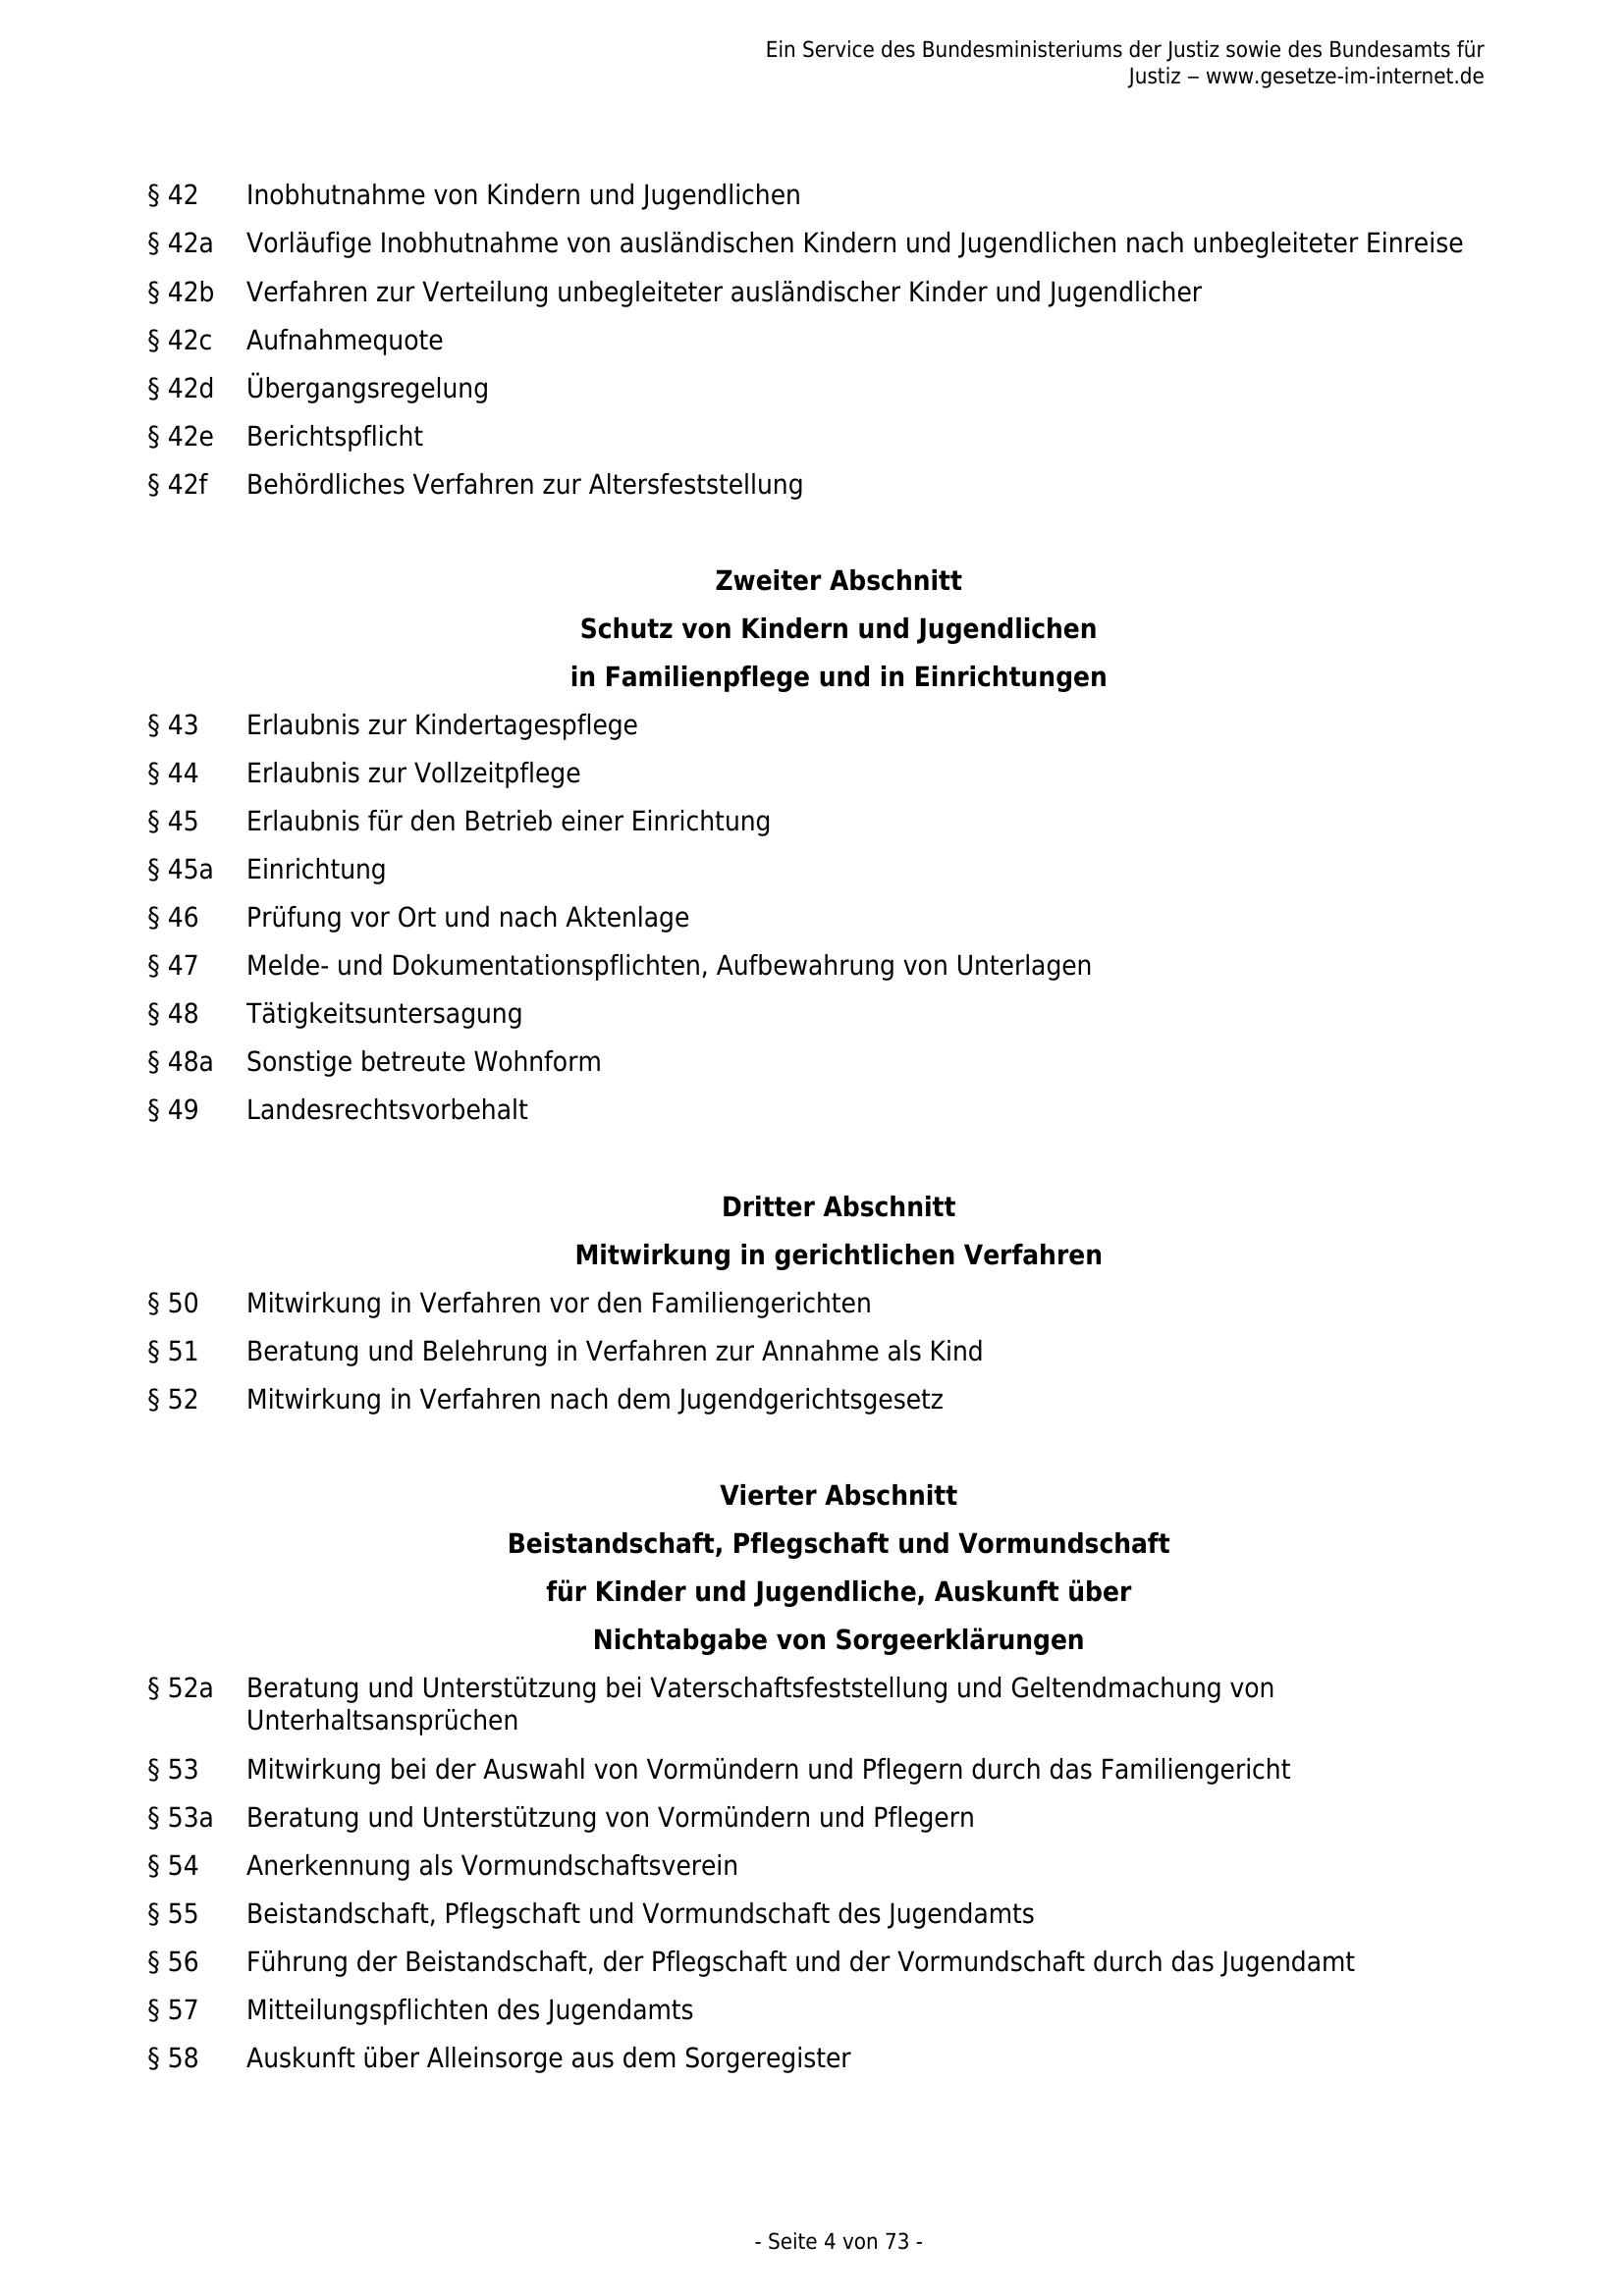 Ein Service des Bundesministeriums der Justiz sowie des Bundesamts für
Justiz ‒ www.gesetze-im-internet.de
§ 42 Inobhutnahme von Kindern und Jugendlichen
§ 42a Vorläufige Inobhutnahme von ausländischen Kindern und Jugendlichen nach unbegleiteter Einreise
§ 42b Verfahren zur Verteilung unbegleiteter ausländischer Kinder und Jugendlicher
§ 42c Aufnahmequote
§ 42d Übergangsregelung
§ 42e Berichtspflicht
§ 42f Behördliches Verfahren zur Altersfeststellung
Zweiter Abschnitt
Schutz von Kindern und Jugendlichen
in Familienpflege und in Einrichtungen
§ 43 Erlaubnis zur Kindertagespflege
§ 44 Erlaubnis zur Vollzeitpflege
§ 45 Erlaubnis für den Betrieb einer Einrichtung
§ 45a Einrichtung
§ 46 Prüfung vor Ort und nach Aktenlage
§ 47 Melde- und Dokumentationspflichten, Aufbewahrung von Unterlagen
§ 48 Tätigkeitsuntersagung
§ 48a Sonstige betreute Wohnform
§ 49 Landesrechtsvorbehalt
Dritter Abschnitt
Mitwirkung in gerichtlichen Verfahren
§ 50 Mitwirkung in Verfahren vor den Familiengerichten
§ 51 Beratung und Belehrung in Verfahren zur Annahme als Kind
§ 52 Mitwirkung in Verfahren nach dem Jugendgerichtsgesetz
Vierter Abschnitt
Beistandschaft, Pflegschaft und Vormundschaft
für Kinder und Jugendliche, Auskunft über
Nichtabgabe von Sorgeerklärungen
§ 52a Beratung und Unterstützung bei Vaterschaftsfeststellung und Geltendmachung von
Unterhaltsansprüchen
§ 53 Mitwirkung bei der Auswahl von Vormündern und Pflegern durch das Familiengericht
§ 53a Beratung und Unterstützung von Vormündern und Pflegern
§ 54 Anerkennung als Vormundschaftsverein
§ 55 Beistandschaft, Pflegschaft und Vormundschaft des Jugendamts
§ 56 Führung der Beistandschaft, der Pflegschaft und der Vormundschaft durch das Jugendamt
§ 57 Mitteilungspflichten des Jugendamts
§ 58 Auskunft über Alleinsorge aus dem Sorgeregister
- Seite 4 von 73 -